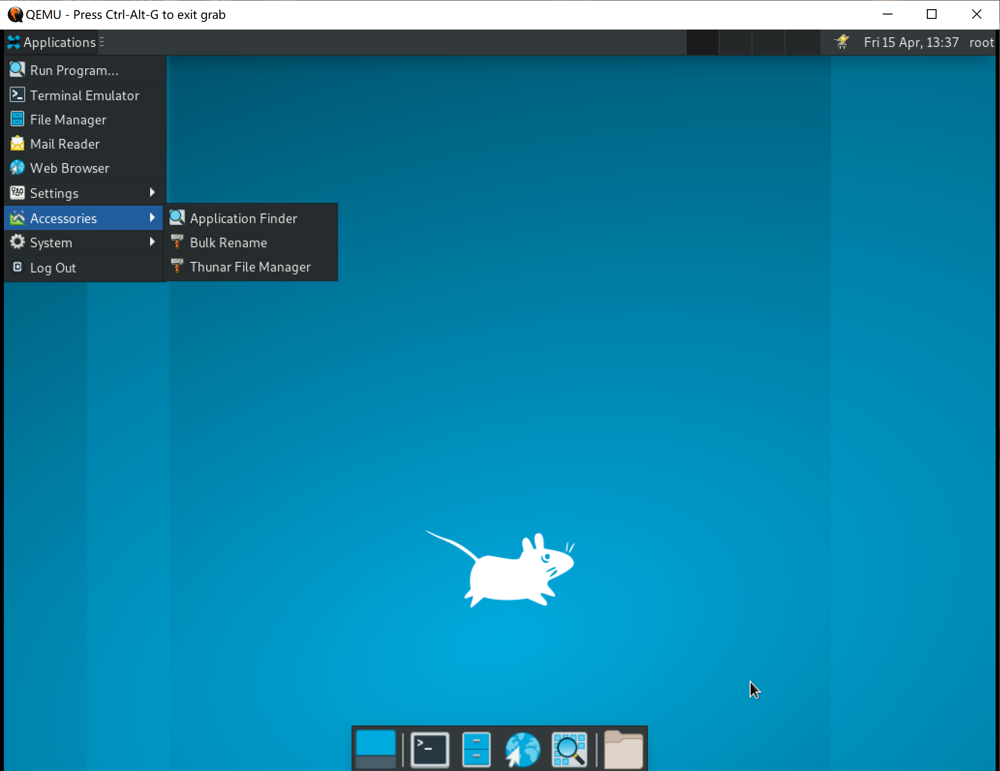 QEMU - Press Ctrl-Alt-G to exit grab
Applications
Fri 15 Apr, 13:37 root
Run Program...
Terminal Emulator
File Manager
Mail Reader
Web Browser
Settings
Accessories
System
Log Out
Application Finder
Bulk Rename
Thunar File Manager